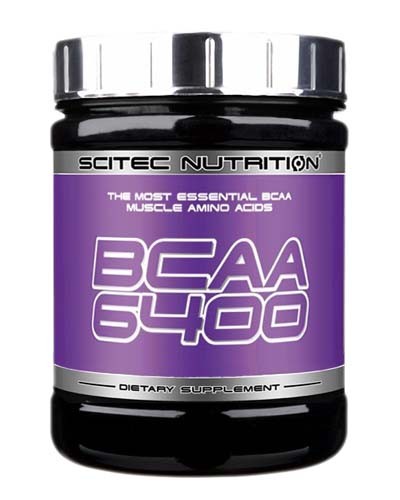 SCITEC NUTRITION
THE MOST ESSENTIAL BCAA
MUSCLE AMINO ACIDS
BCAA
6400
DIETARY SUPPLEMENT